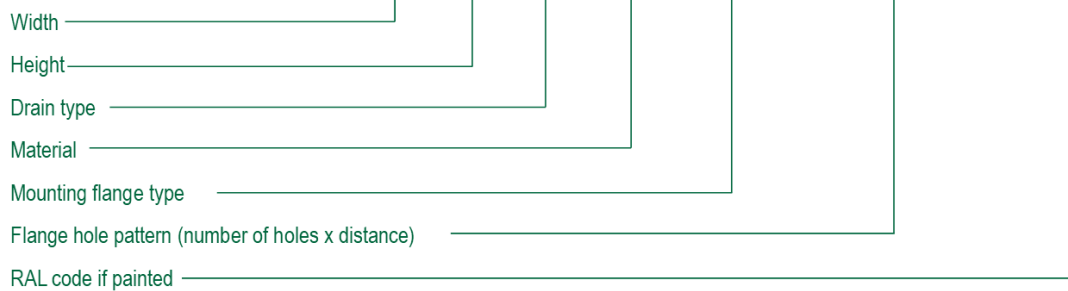 Width
Height
Drain type
Material
Mounting flange type
Flange hole pattern (number of holes x distance)
RAL code if painted